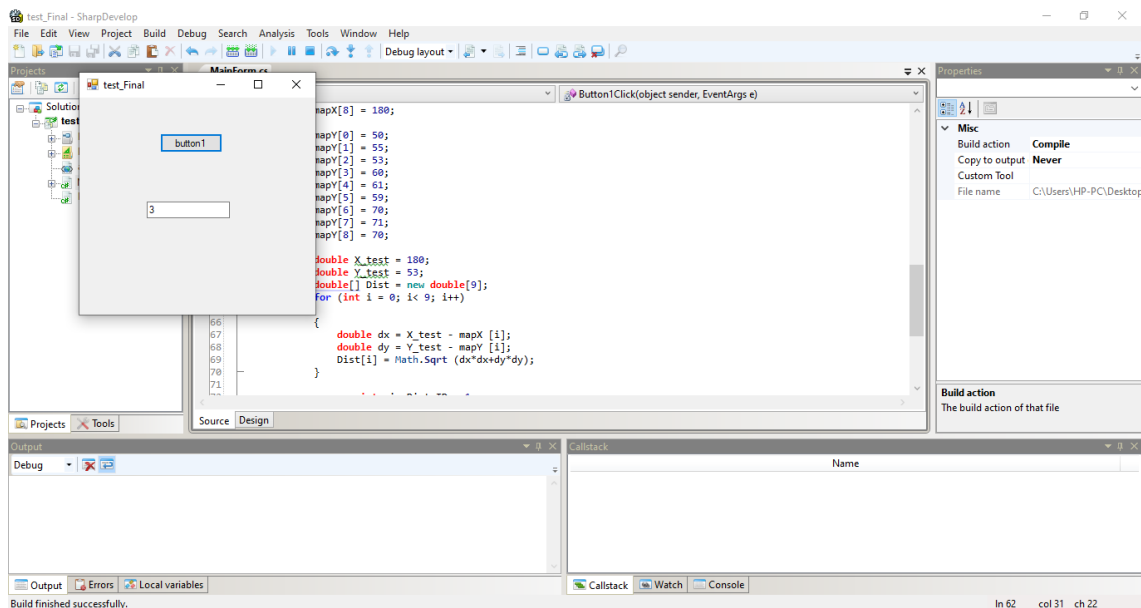 test_Final - SharpDevelop
File Edit View Project Build Debug Search Analysis Tools Window Help
Debug layout
Projects
MainForm.cs
Properties
test_Final
Button1Click(object sender, EventArgs e)
Solution
test
button1
3
mapX[8] = 180;
mapY[0] = 50;
mapY[1] = 55;
mapY[2] = 53;
mapY[3] = 60;
mapY[4] = 61;
mapY[5] = 59;
mapY[6] = 70;
mapY[7] = 71;
mapY[8] = 70;
double X_test = 180;
double Y_test = 53;
double[] Dist = new double[9];
for (int i = 0; i< 9; i++)
66 {
67 double dx = X_test - mapX [i];
68 double dy = Y_test - mapY [i];
69 Dist[i] = Math.Sqrt (dx*dx+dy*dy);
70 }
71
Misc
Build action Compile
Copy to output Never
Custom Tool
File name C:\Users\HP-PC\Desktop
Build action
The build action of that file
Projects Tools
Source Design
Output
Callstack
Debug
Name
Output Errors Local variables
Callstack Watch Console
Build finished successfully.
ln 62 col 31 ch 22